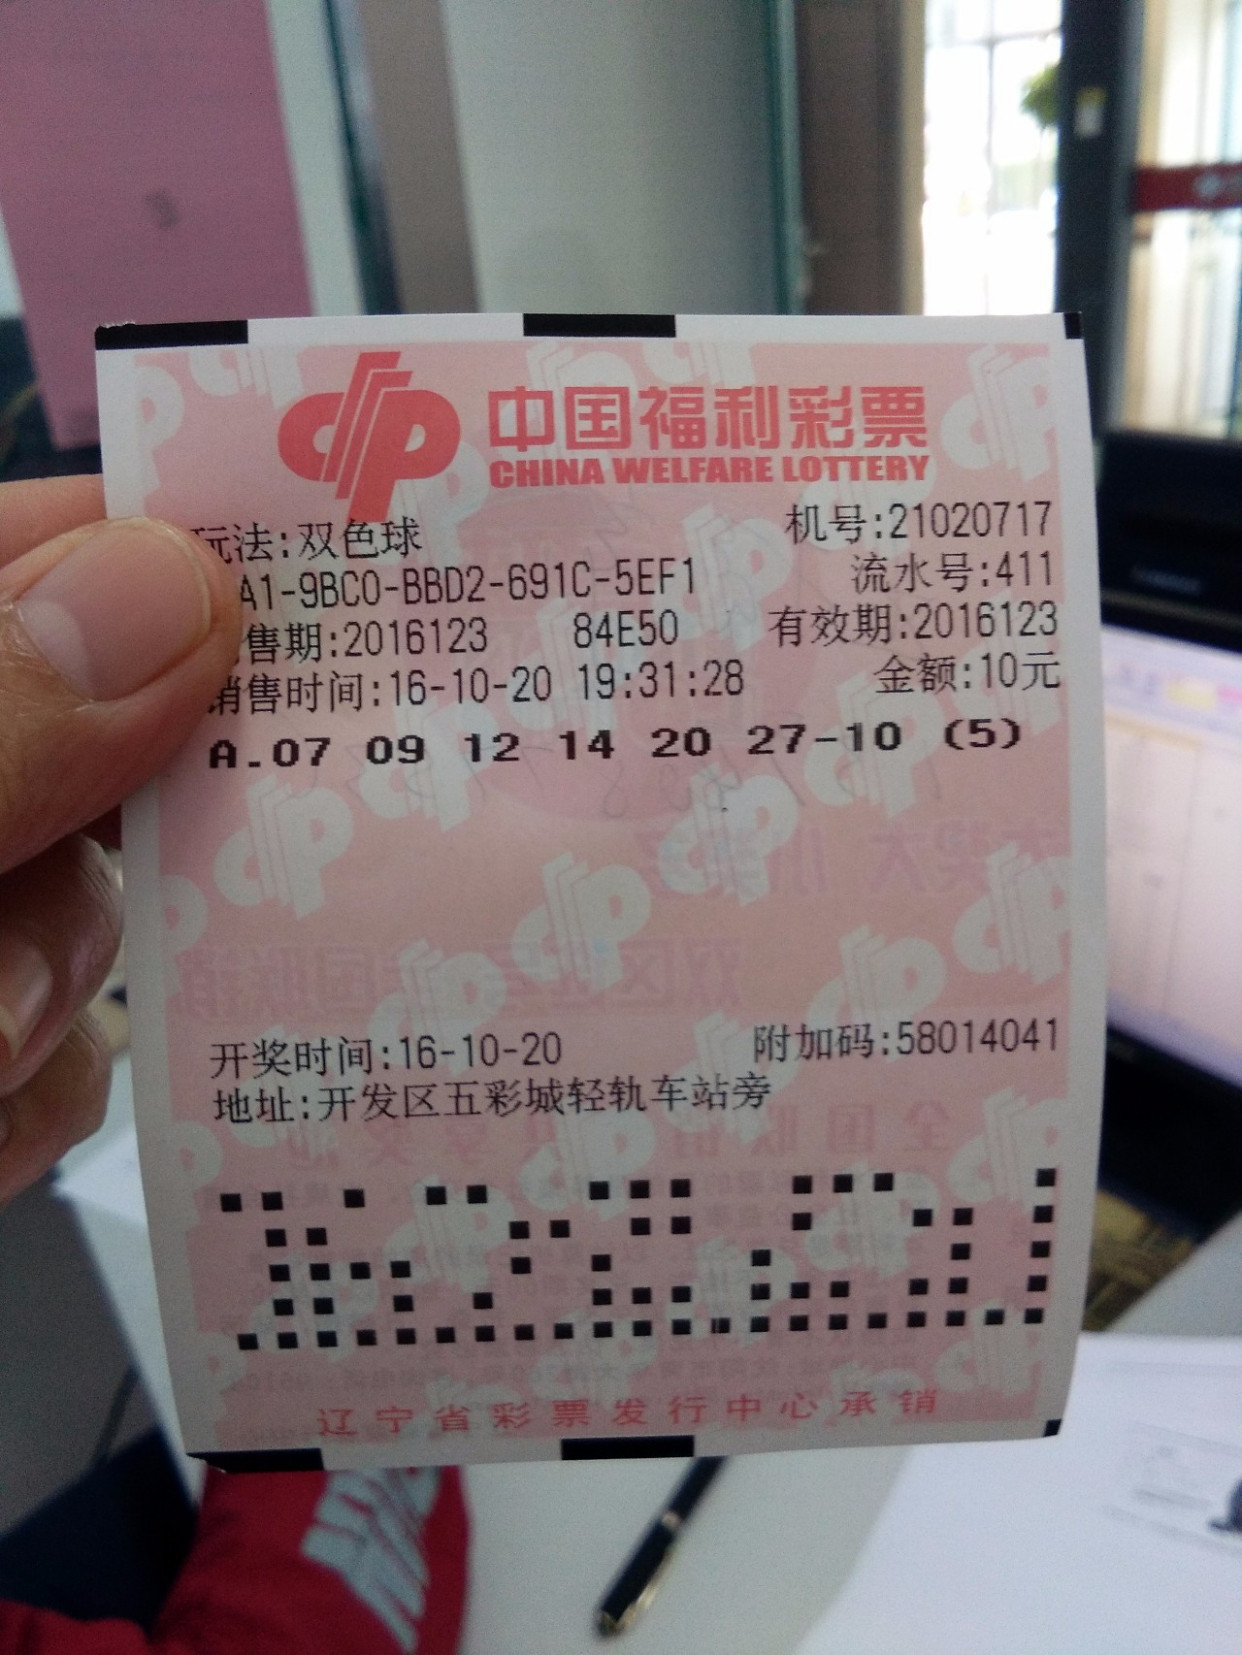 中国福利彩票
CHINA WELFARE LOTTERY
玩法:双色球 机号:21020717
A1-9BC0-BBD2-691C-5EF1 流水号:411
售期:2016123 84E50 有效期:2016123
销售时间:16-10-20 19:31:28 金额:10元
A.07 09 12 14 20 27-10 (5)
开奖时间:16-10-20 附加码:58014041
地址:开发区五彩城轻轨车站旁
辽宁省彩票发行中心承销